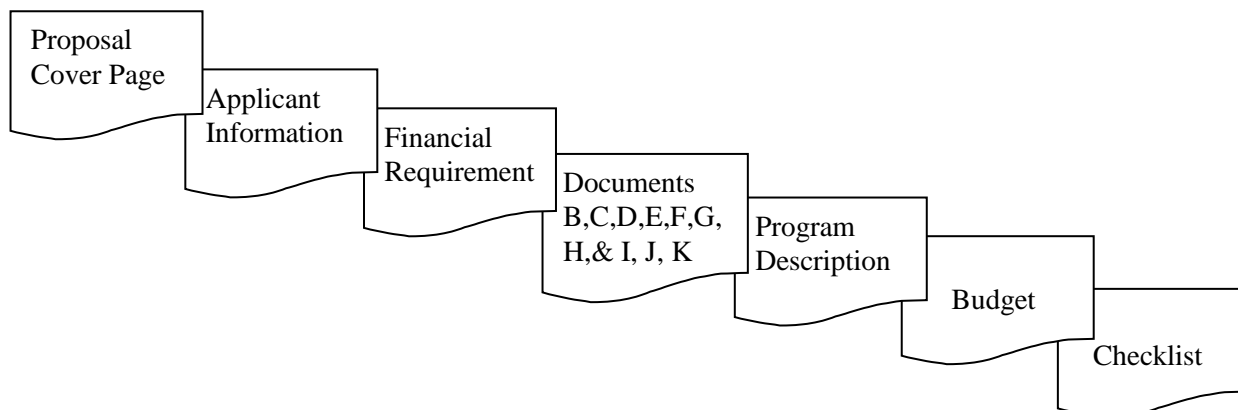 Proposal
Cover Page
Applicant
Information
Financial
Requirement
Documents
B,C,D,E,F,G,
H,& I, J, K
Program
Description
Budget
Checklist